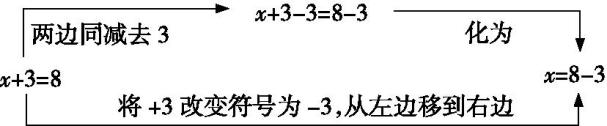 x+3-3=8-3
两边同减去 3
化为
x+3=8
x=8-3
将 +3 改变符号为 -3,从左边移到右边